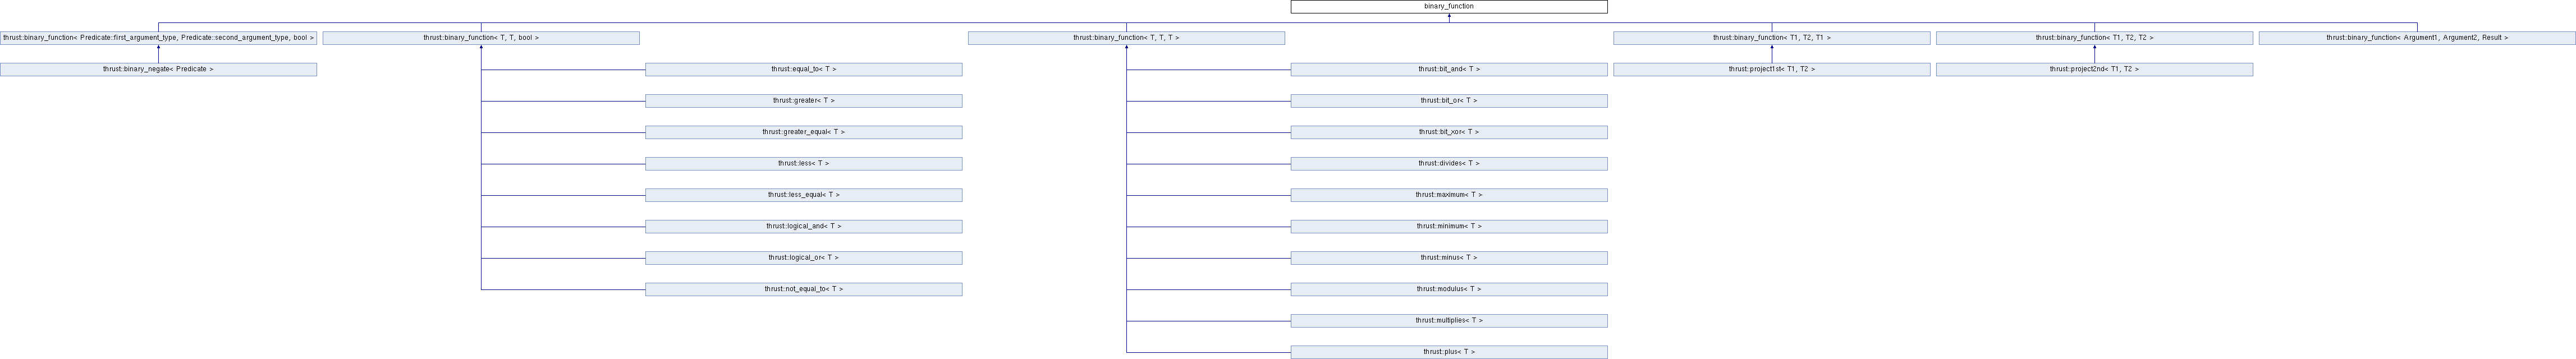 binary_function
thrust::binary_function< Predicate::first_argument_type, Predicate::second_argument_type, bool >
thrust::binary_function< T, T, bool >
thrust::binary_function< T, T, T >
thrust::binary_function< T1, T2, T1 >
thrust::binary_function< T1, T2, T2 >
thrust::binary_function< Argument1, Argument2, Result >
thrust::binary_negate< Predicate >
thrust::equal_to< T >
thrust::bit_and< T >
thrust::project1st< T1, T2 >
thrust::project2nd< T1, T2 >
thrust::greater< T >
thrust::bit_or< T >
thrust::greater_equal< T >
thrust::bit_xor< T >
thrust::less< T >
thrust::divides< T >
thrust::less_equal< T >
thrust::maximum< T >
thrust::logical_and< T >
thrust::minimum< T >
thrust::logical_or< T >
thrust::minus< T >
thrust::not_equal_to< T >
thrust::modulus< T >
thrust::multiplies< T >
thrust::plus< T >